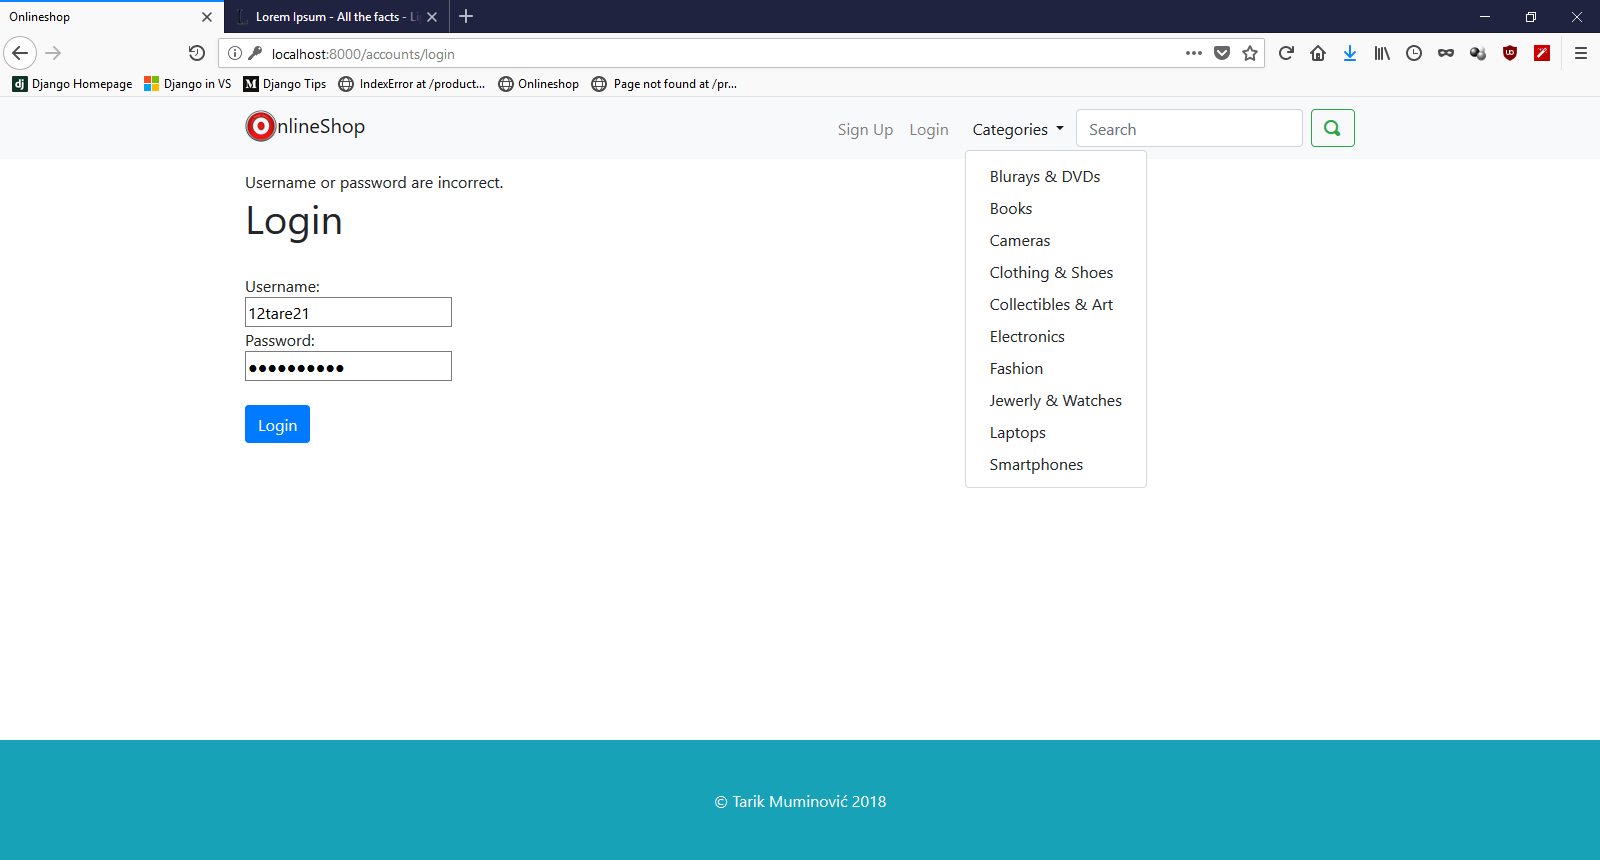 Onlineshop
Lorem Ipsum - All the facts - Li
localhost:8000/accounts/login
Django Homepage
Django in VS
Django Tips
IndexError at /product...
Onlineshop
Page not found at /pr...
nlineShop
Sign Up
Login
Categories
Search
Blurays & DVDs
Books
Cameras
Clothing & Shoes
Collectibles & Art
Electronics
Fashion
Jewerly & Watches
Laptops
Smartphones
Username or password are incorrect.
Login
Username:
12tare21
Password:
Login
© Tarik Muminović 2018